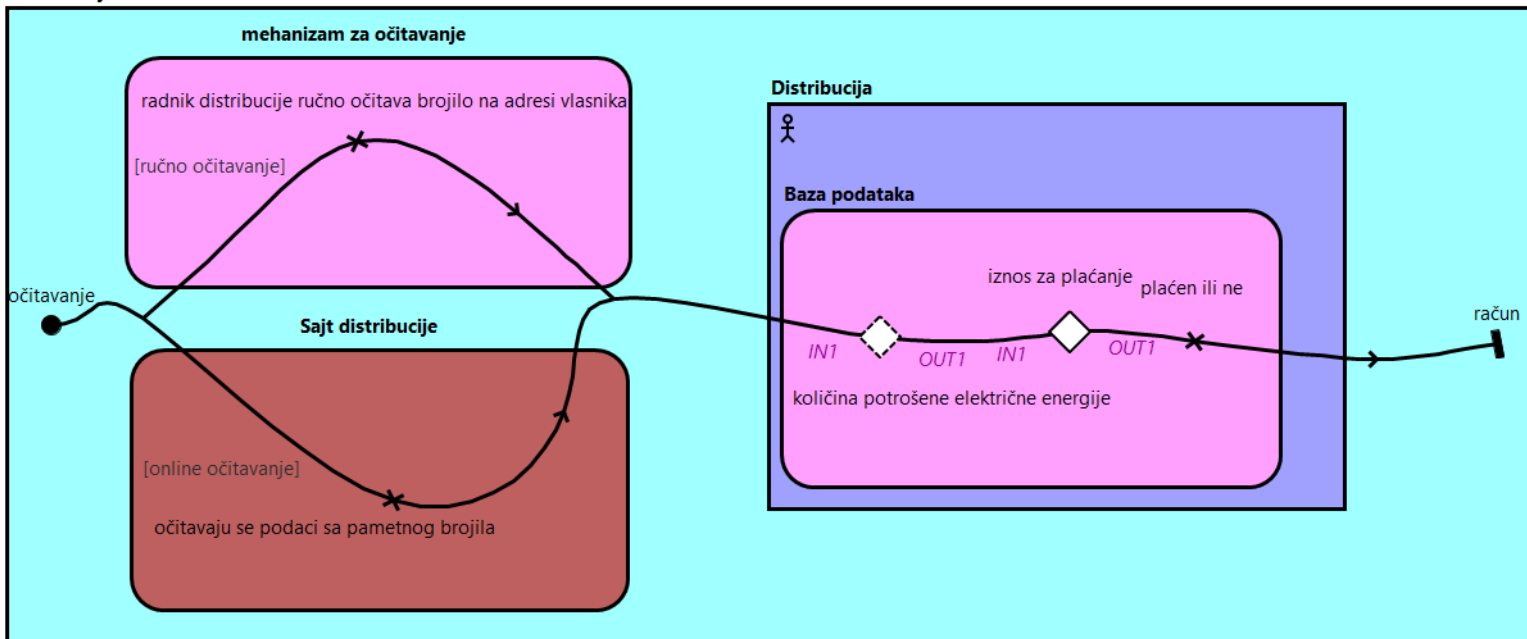 mehanizam za očitavanje
radnik distribucije ručno očitava brojilo na adresi vlasnika
[ručno očitavanje]
Distribucija
Baza podataka
iznos za plaćanje
plaćen ili ne
očitavanje
račun
Sajt distribucije
IN1
OUT1
IN1
OUT1
količina potrošene električne energije
[online očitavanje]
očitavaju se podaci sa pametnog brojila